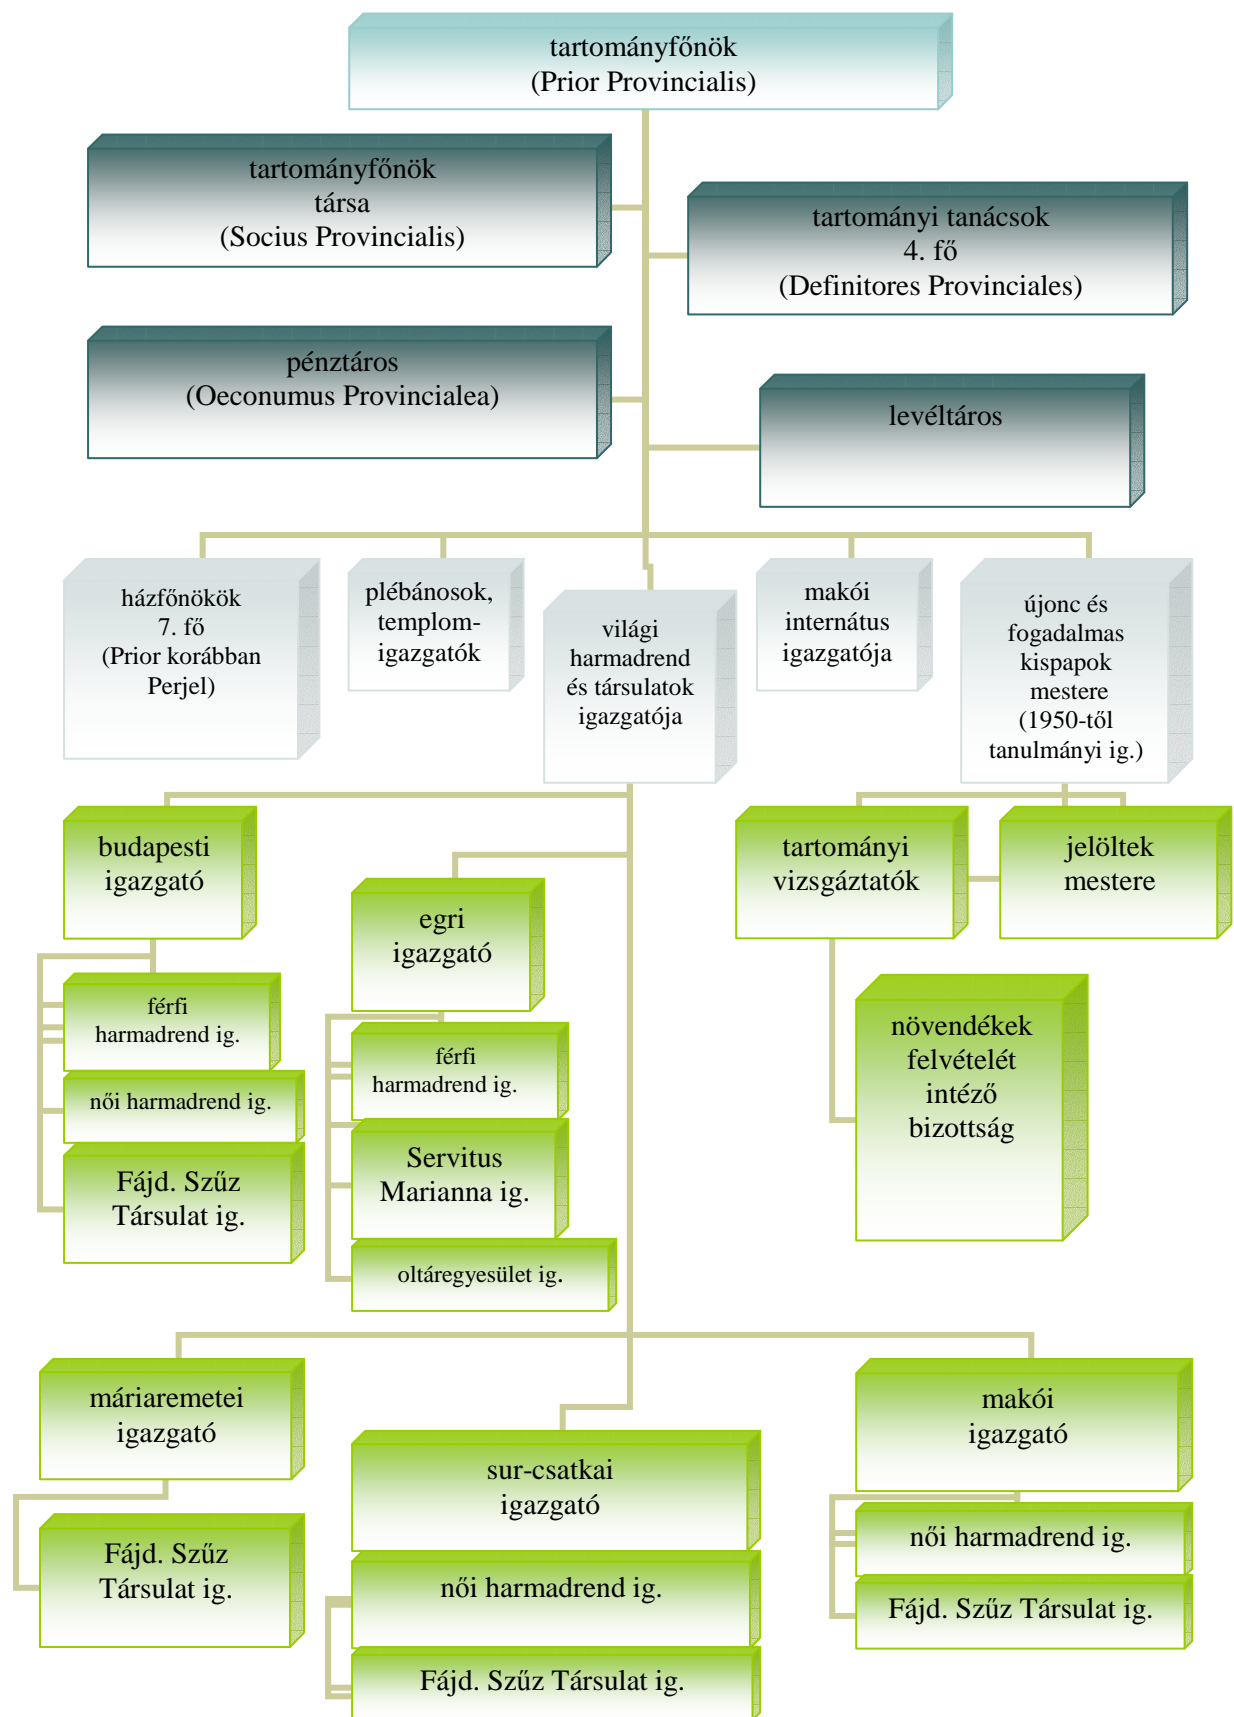 tartományfőnök
(Prior Provincialis)
tartományfőnök
társa
(Socius Provincialis)
tartományi tanácsok
4. fő
(Definitores Provinciales)
pénztáros
(Oeconumus Provincialea)
levéltáros
házfőnökök
7. fő
(Prior korábban
Perjel)
plébánosok,
templom-
igazgatók
világi
harmadrend
és társulatok
igazgatója
makói
internátus
igazgatója
újonc és
fogadalmas
kispapok
mestere
(1950-től
tanulmányi ig.)
budapesti
igazgató
férfi
harmadrend ig.
női harmadrend ig.
Fájd. Szűz
Társulat ig.
egri
igazgató
férfi
harmadrend ig.
Servitus
Marianna ig.
oltáregyesület ig.
tartományi
vizsgáztatók
jelöltek
mestere
növendékek
felvételét
intéző
bizottság
máriaremetei
igazgató
Fájd. Szűz
Társulat ig.
sur-csatkai
igazgató
női harmadrend ig.
Fájd. Szűz Társulat ig.
makói
igazgató
női harmadrend ig.
Fájd. Szűz Társulat ig.